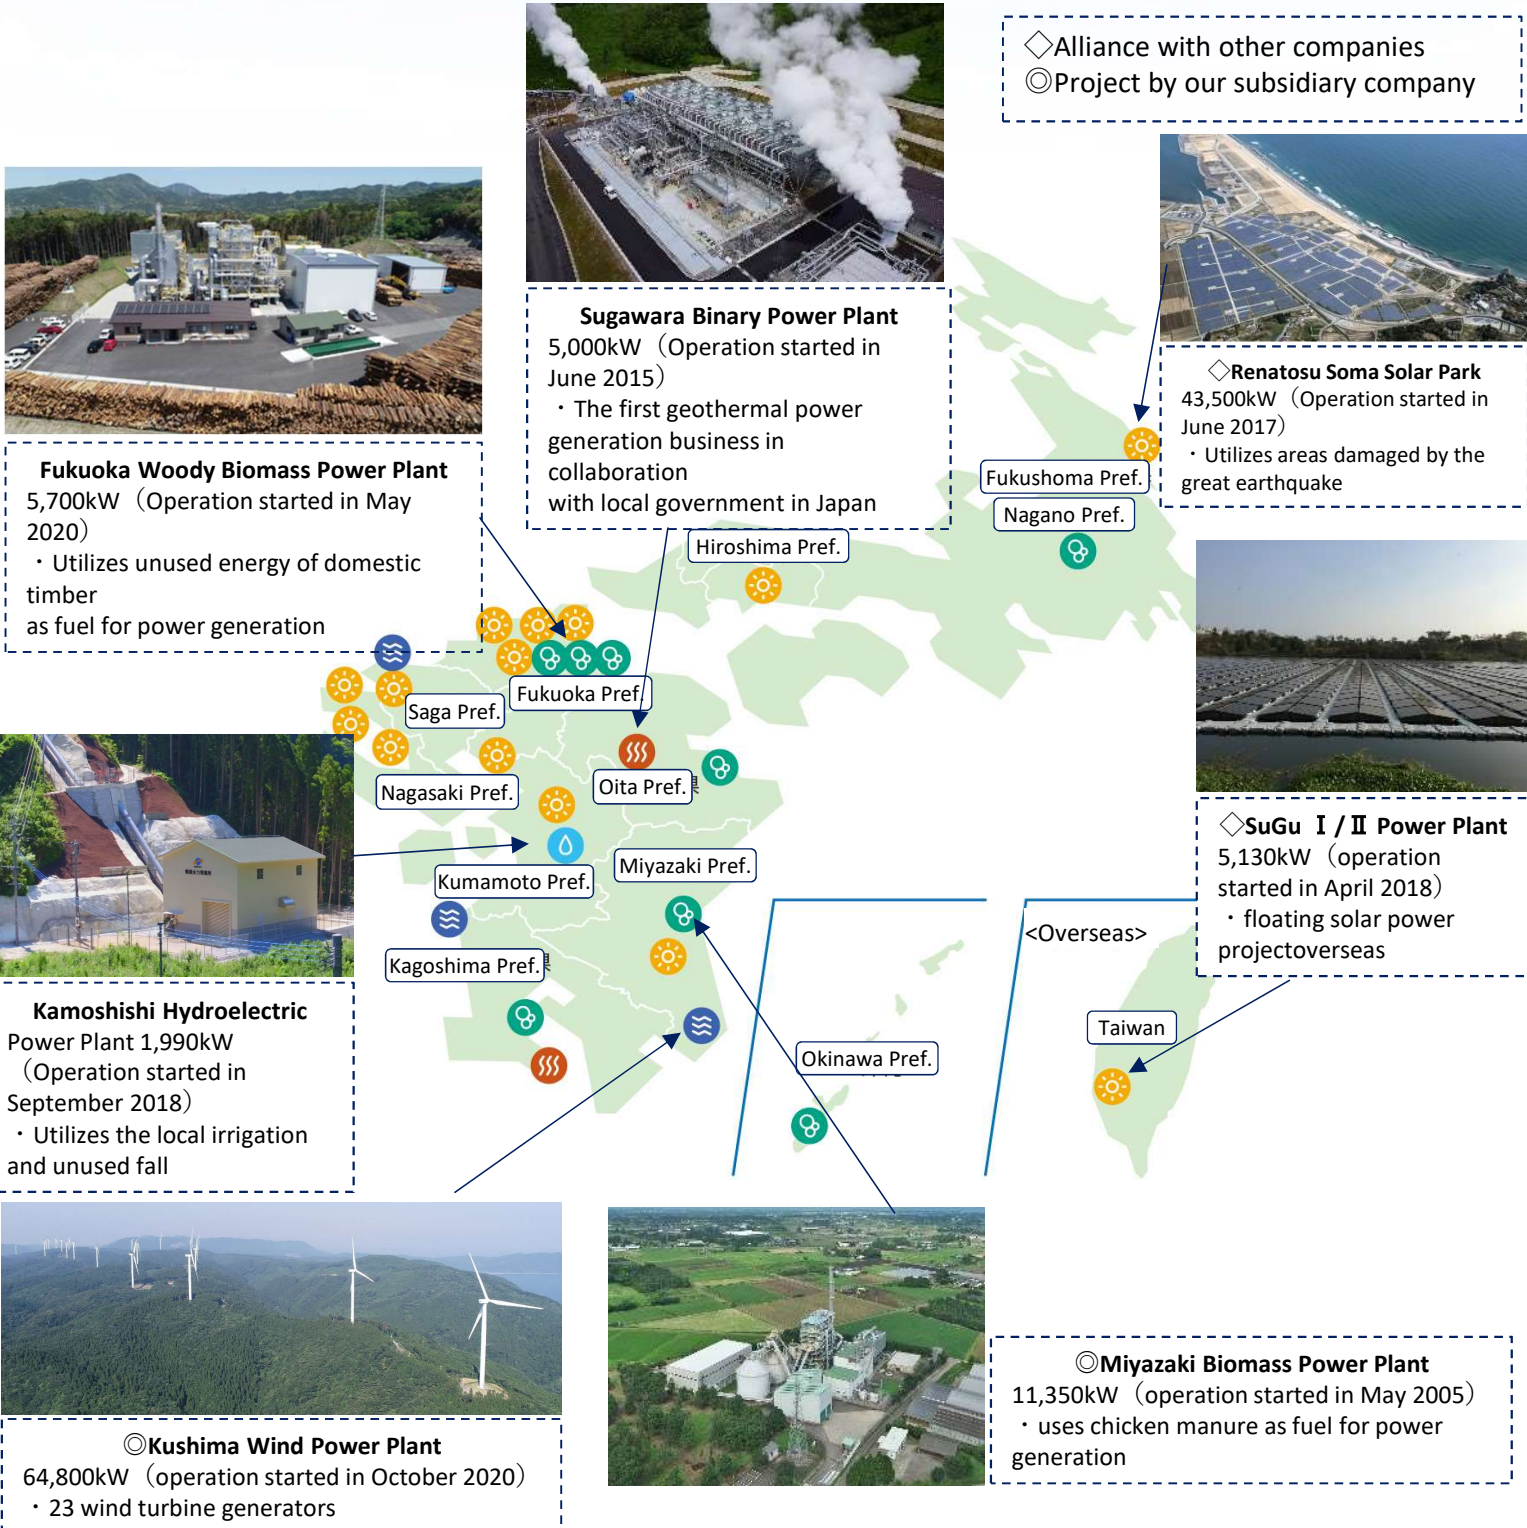 ◇Alliance with other companies
◎Project by our subsidiary company
Sugawara Binary Power Plant
5,000kW（Operation started in
June 2015）
・The first geothermal power
generation business in
collaboration
with local government in Japan
◇Renatosu Soma Solar Park
43,500kW（Operation started in
June 2017）
・Utilizes areas damaged by the
great earthquake
Fukuoka Woody Biomass Power Plant
5,700kW（Operation started in May
2020）
・Utilizes unused energy of domestic
timber
as fuel for power generation
Fukushoma Pref.
Nagano Pref.
Hiroshima Pref.
Fukuoka Pref.
Saga Pref.
Nagasaki Pref.
Oita Pref.
県
Kumamoto Pref.
Miyazaki Pref.
Kagoshima Pref.
県
◇SuGu Ⅰ/Ⅱ Power Plant
5,130kW（operation
started in April 2018）
・floating solar power
projectoverseas
<Overseas>
Taiwan
Okinawa Pref.
Kamoshishi Hydroelectric
Power Plant 1,990kW
（Operation started in
September 2018）
・Utilizes the local irrigation
and unused fall
◎Kushima Wind Power Plant
64,800kW（operation started in October 2020）
・23 wind turbine generators
◎Miyazaki Biomass Power Plant
11,350kW（operation started in May 2005）
・uses chicken manure as fuel for power
generation